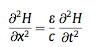 ∂²H/∂x² = ε/c ∂²H/∂t²